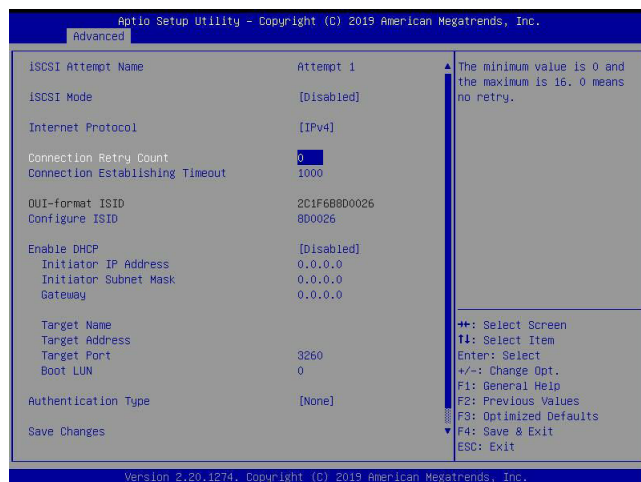 Aptio Setup Utility – Copyright (C) 2019 American Megatrends, Inc.
Advanced
iSCSI Attempt Name Attempt 1
iSCSI Mode [Disabled]
Internet Protocol [IPv4]
Connection Retry Count 0
Connection Establishing Timeout 1000
OUI-format ISID 2C1F6B8D0026
Configure ISID 8D0026
Enable DHCP [Disabled]
Initiator IP Address 0.0.0.0
Initiator Subnet Mask 0.0.0.0
Gateway 0.0.0.0
Target Name
Target Address
Target Port 3260
Boot LUN 0
Authentication Type [None]
Save Changes
The minimum value is 0 and
the maximum is 16. 0 means
no retry.
→←: Select Screen
↑↓: Select Item
Enter: Select
+/-: Change Opt.
F1: General Help
F2: Previous Values
F3: Optimized Defaults
F4: Save & Exit
ESC: Exit
Version 2.20.1274. Copyright (C) 2019 American Megatrends, Inc.